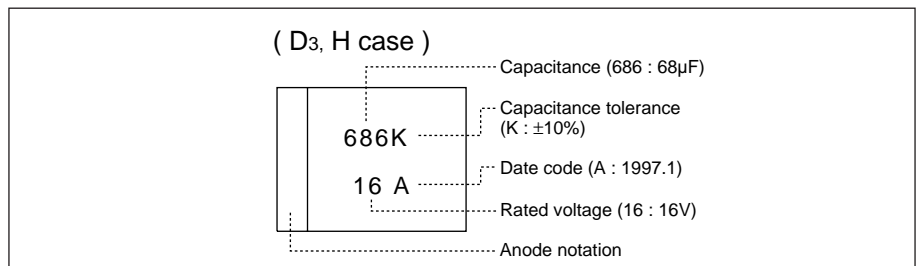 ( D3, H case )
Capacitance (686 : 68µF)
Capacitance tolerance
(K : ±10%)
686K
Date code (A : 1997.1)
16 A
Rated voltage (16 : 16V)
Anode notation